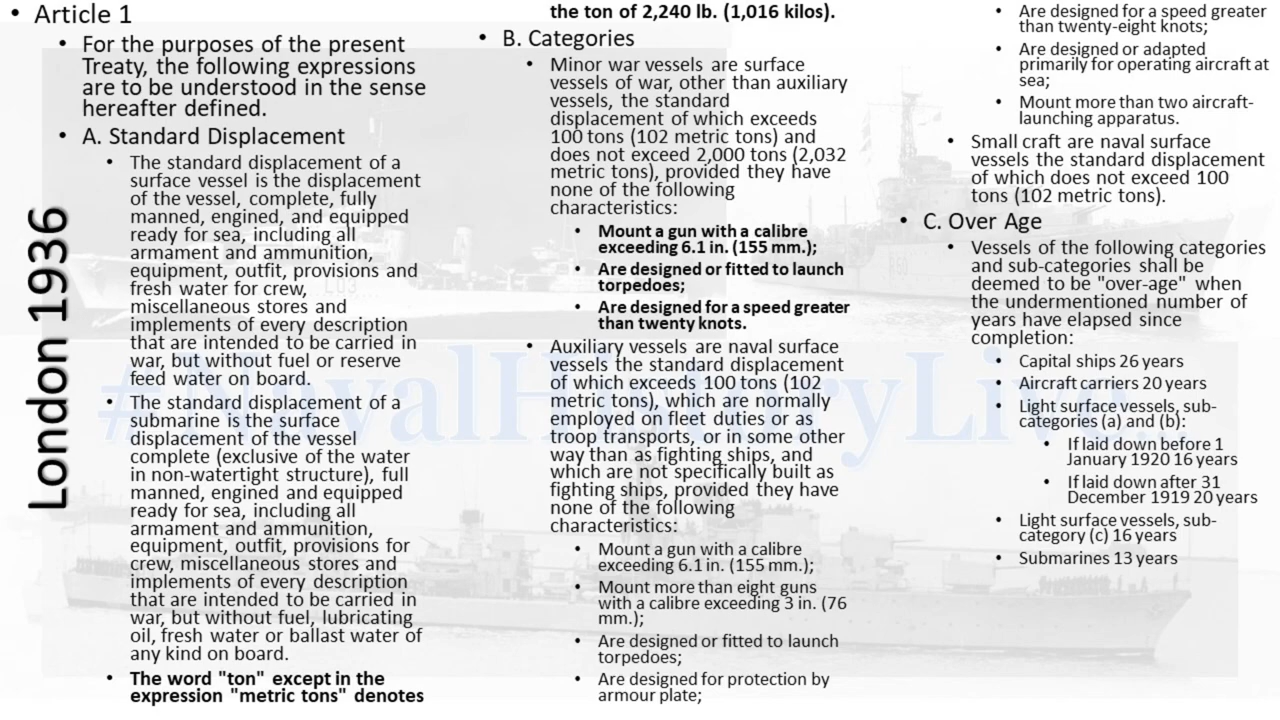 London 1936
• Article 1
• For the purposes of the present
Treaty, the following expressions
are to be understood in the sense
hereafter defined.
• A. Standard Displacement
• The standard displacement of a
surface vessel is the displacement
of the vessel, complete, fully
manned, engined, and equipped
ready for sea, including all
armament and ammunition,
equipment, outfit, provisions and
fresh water for crew,
miscellaneous stores and
implements of every description
that are intended to be carried in
war, but without fuel or reserve
feed water on board.
• The standard displacement of a
submarine is the surface
displacement of the vessel
complete (exclusive of the water
in non-watertight structure), full
manned, engined and equipped
ready for sea, including all
armament and ammunition,
equipment, outfit, provisions for
crew, miscellaneous stores and
implements of every description
that are intended to be carried in
war, but without fuel, lubricating
oil, fresh water or ballast water of
any kind on board.
• The word "ton" except in the
expression "metric tons" denotes
the ton of 2,240 lb. (1,016 kilos).
• B. Categories
• Minor war vessels are surface
vessels of war, other than auxiliary
vessels, the standard
displacement of which exceeds
100 tons (102 metric tons) and
does not exceed 2,000 tons (2,032
metric tons), provided they have
none of the following
characteristics:
• Mount a gun with a calibre
exceeding 6.1 in. (155 mm.);
• Are designed or fitted to launch
torpedoes;
• Are designed for a speed greater
than twenty knots.
• Auxiliary vessels are naval surface
vessels the standard displacement
of which exceeds 100 tons (102
metric tons), which are normally
employed on fleet duties or as
troop transports, or in some other
way than as fighting ships, and
which are not specifically built as
fighting ships, provided they have
none of the following
characteristics:
• Mount a gun with a calibre
exceeding 6.1 in. (155 mm.);
• Mount more than eight guns
with a calibre exceeding 3 in. (76
mm.);
• Are designed or fitted to launch
torpedoes;
• Are designed for protection by
armour plate;
• Are designed for a speed greater
than twenty-eight knots;
• Are designed or adapted
primarily for operating aircraft at
sea;
• Mount more than two aircraft-
launching apparatus.
• Small craft are naval surface
vessels the standard displacement
of which does not exceed 100
tons (102 metric tons).
• C. Over Age
• Vessels of the following categories
and sub-categories shall be
deemed to be "over-age" when
the undermentioned number of
years have elapsed since
completion:
• Capital ships 26 years
• Aircraft carriers 20 years
• Light surface vessels, sub-
categories (a) and (b):
• If laid down before 1
January 1920 16 years
• If laid down after 31
December 1919 20 years
• Light surface vessels, sub-
category (c) 16 years
• Submarines 13 years
#NavalHistoryLive
L03